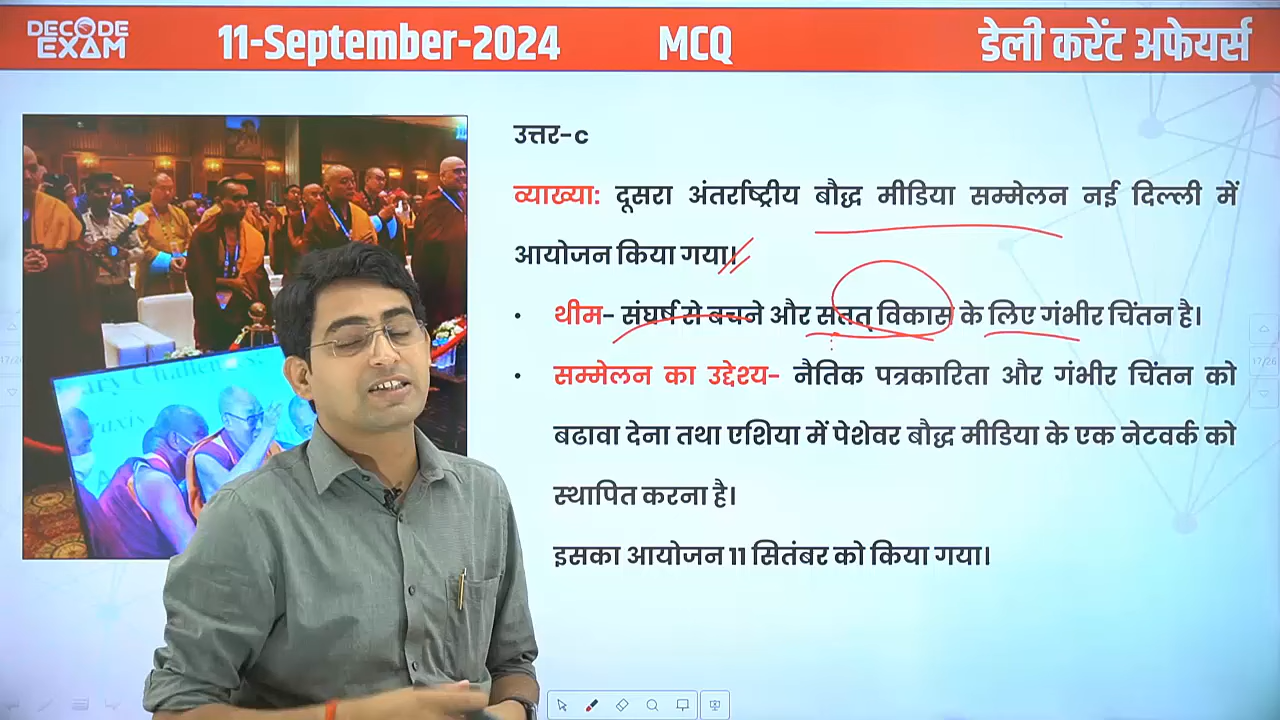 DECODE EXAM
11-September-2024 MCQ डेली करेंट अफेयर्स
उत्तर-c
व्याख्या: दूसरा अंतर्राष्ट्रीय बौद्ध मीडिया सम्मेलन नई दिल्ली में
आयोजन किया गया।
• थीम- संघर्ष से बचने और सतत् विकास के लिए गंभीर चिंतन है।
• सम्मेलन का उद्देश्य- नैतिक पत्रकारिता और गंभीर चिंतन को
बढावा देना तथा एशिया में पेशेवर बौद्ध मीडिया के एक नेटवर्क को
स्थापित करना है।
इसका आयोजन 11 सितंबर को किया गया।